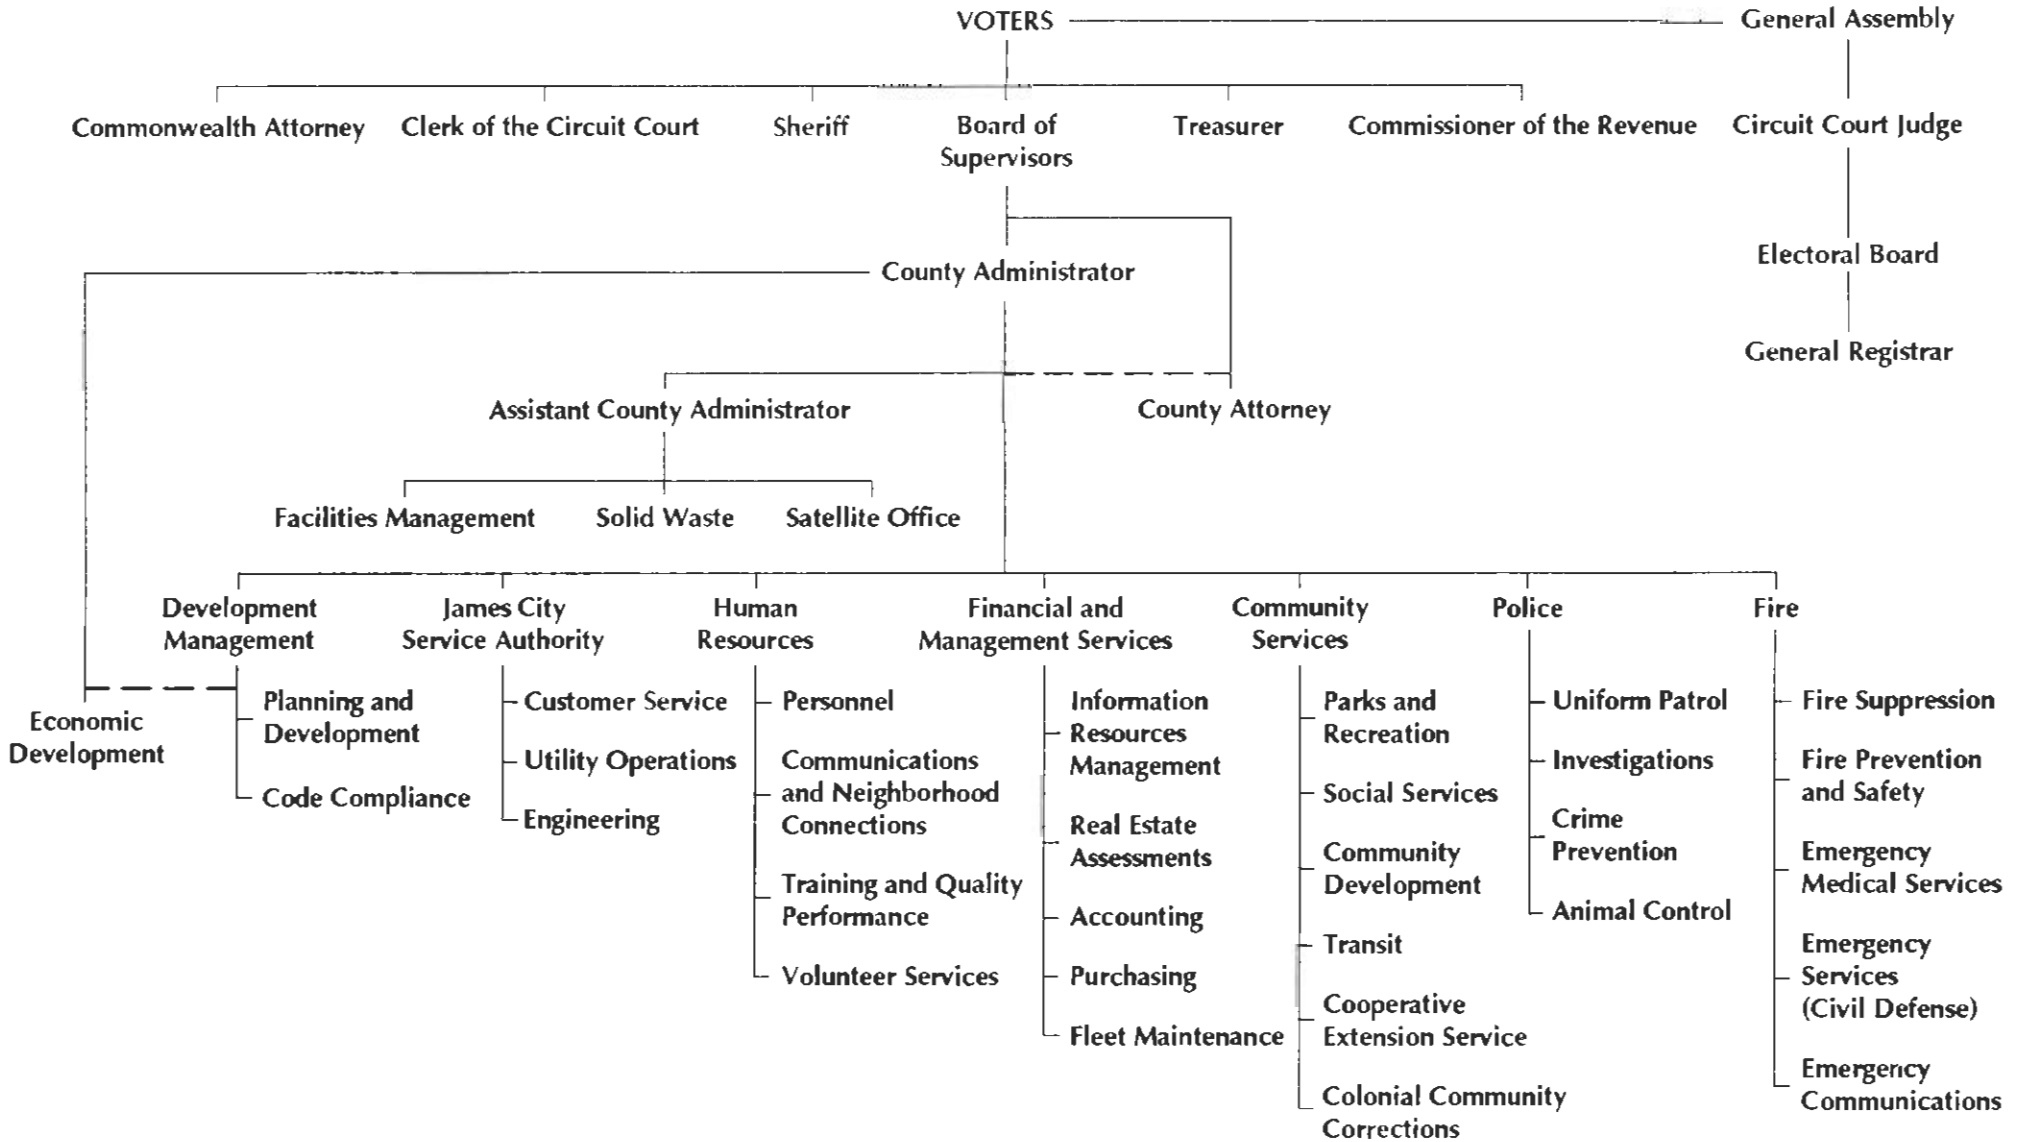 VOTERS
General Assembly
Commonwealth Attorney
Clerk of the Circuit Court
Sheriff
Board of
Supervisors
Treasurer
Commissioner of the Revenue
Circuit Court Judge
Electoral Board
General Registrar
County Administrator
Assistant County Administrator
County Attorney
Facilities Management
Solid Waste
Satellite Office
Economic
Development
Development
Management
Planning and
Development
Code Compliance
James City
Service Authority
Customer Service
Utility Operations
Engineering
Human
Resources
Personnel
Communications
and Neighborhood
Connections
Training and Quality
Performance
Volunteer Services
Financial and
Management Services
Information
Resources
Management
Real Estate
Assessments
Accounting
Purchasing
Fleet Maintenance
Community
Services
Parks and
Recreation
Social Services
Community
Development
Transit
Cooperative
Extension Service
Colonial Community
Corrections
Police
Uniform Patrol
Investigations
Crime
Prevention
Animal Control
Fire
Fire Suppression
Fire Prevention
and Safety
Emergency
Medical Services
Emergency
Services
(Civil Defense)
Emergency
Communications